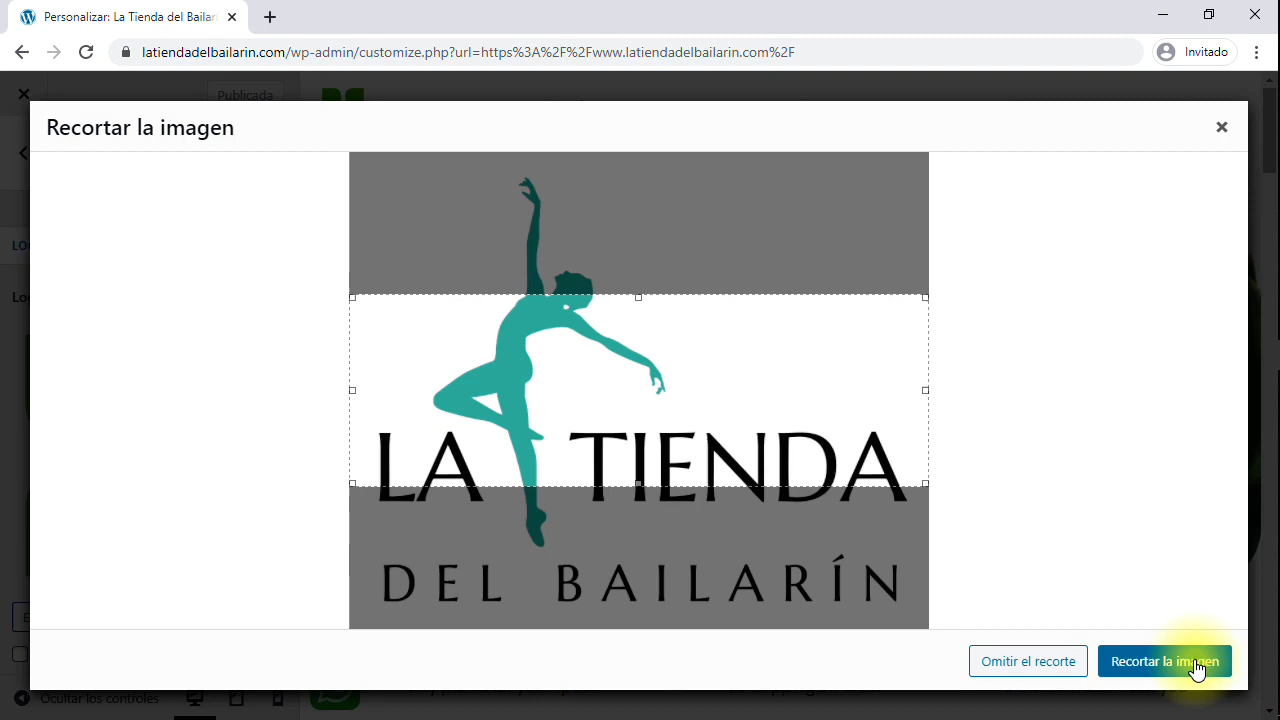 Personalizar: La Tienda del Bailar
latiendadelbailarin.com/wp-admin/customize.php?url=https%3A%2F%2Fwww.latiendadelbailarin.com%2F
Invitado
Publicada
Recortar la imagen
LA TIENDA
DEL BAILARÍN
Omitir el recorte
Recortar la imagen
Ocultar los controles